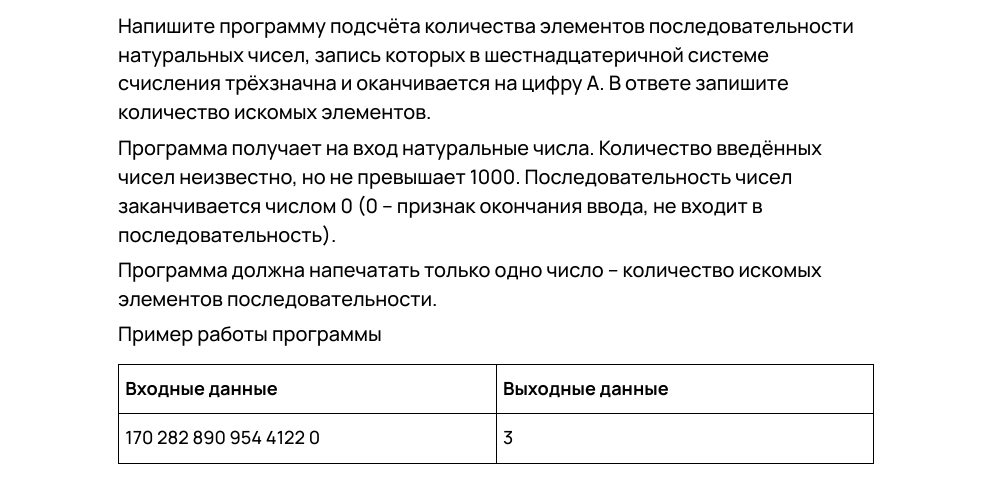 Напишите программу подсчёта количества элементов последовательности
натуральных чисел, запись которых в шестнадцатеричной системе
счисления трёхзначна и оканчивается на цифру А. В ответе запишите
количество искомых элементов.
Программа получает на вход натуральные числа. Количество введённых
чисел неизвестно, но не превышает 1000. Последовательность чисел
заканчивается числом 0 (0 – признак окончания ввода, не входит в
последовательность).
Программа должна напечатать только одно число – количество искомых
элементов последовательности.
Пример работы программы
Входные данные Выходные данные
170 282 890 954 4122 0 3